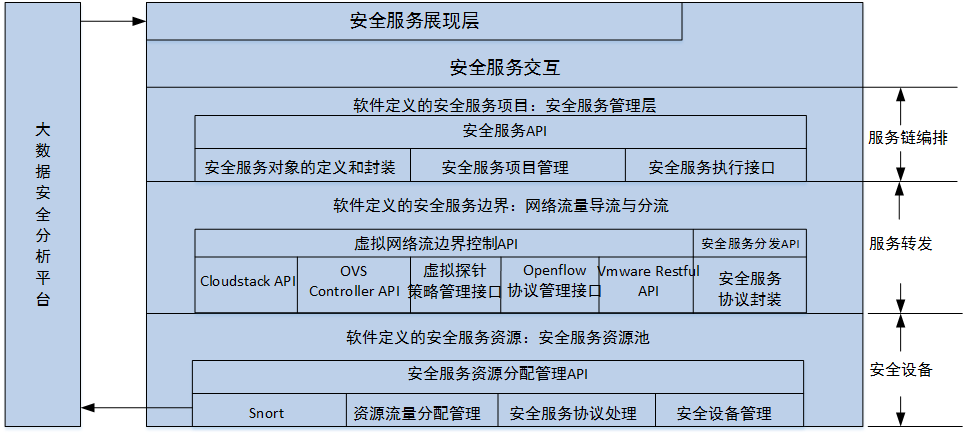 大数据安全分析平台
安全服务展现层
安全服务交互
软件定义的安全服务项目：安全服务管理层
安全服务API
安全服务对象的定义和封装
安全服务项目管理
安全服务执行接口
服务链编排
软件定义的安全服务边界：网络流量导流与分流
虚拟网络流边界控制API
安全服务分发API
Cloudstack API
OVS
Controller API
虚拟探针
策略管理接口
Openflow
协议管理接口
Vmware Restful
API
安全服务
协议封装
服务转发
软件定义的安全服务资源：安全服务资源池
安全服务资源分配管理API
Snort
资源流量分配管理
安全服务协议处理
安全设备管理
安全设备